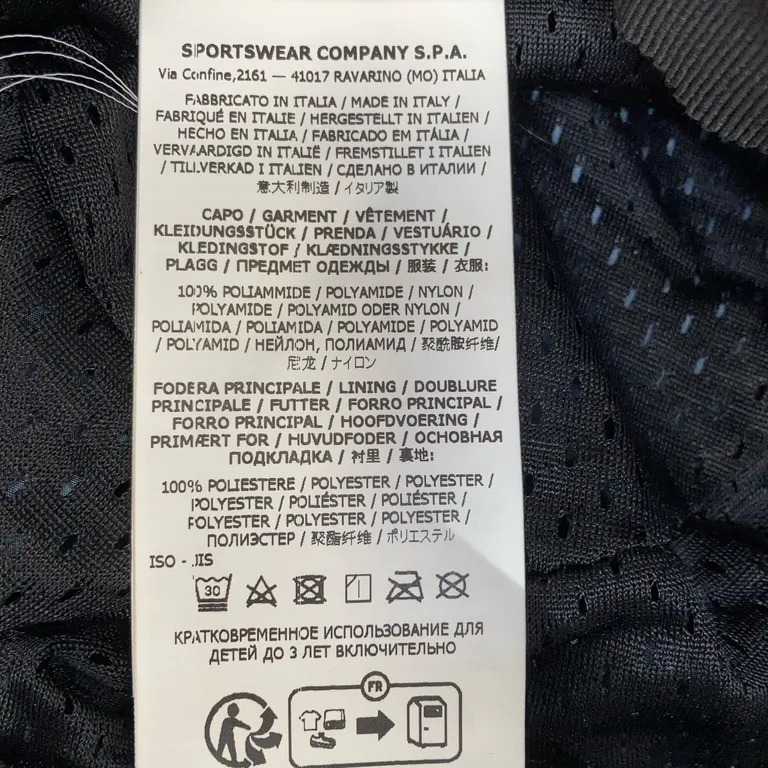 SPORTSWEAR COMPANY S.P.A.
Via Confine,2161 — 41017 RAVARINO (MO) ITALIA
FABBRICATO IN ITALIA / MADE IN ITALY /
FABRIQUÉ EN ITALIE / HERGESTELLT IN ITALIEN /
HECHO EN ITALIA / FABRICADO EM ITÁLIA /
VERVAARDIGD IN ITALIË / FREMSTILLET I ITALIEN
/ TILLVERKAD I ITALIEN / СДЕЛАНО В ИТАЛИИ /
意大利制造 / イタリア製
CAPO / GARMENT / VÊTEMENT /
KLEIDUNGSSTÜCK / PRENDA / VESTUÁRIO /
KLEDINGSTOF / KLÆDNINGSSTYKKE /
PLAGG / ПРЕДМЕТ ОДЕЖДЫ / 服装 / 衣服:
100% POLIAMMIDE / POLYAMIDE / NYLON /
POLYAMIDE / POLYAMID ODER NYLON /
POLIAMIDA / POLIAMIDA / POLYAMIDE / POLYAMID
/ POLYAMID / НЕЙЛОН, ПОЛИАМИД / 聚酰胺纤维/
尼龙 / ナイロン
FODERA PRINCIPALE / LINING / DOUBLURE
PRINCIPALE / FUTTER / FORRO PRINCIPAL /
FORRO PRINCIPAL / HOOFDVOERING /
PRIMÆRT FOR / HUVUDFODER / ОСНОВНАЯ
ПОДКЛАДКА / 衬里 / 裏地:
100% POLIESTERE / POLYESTER / POLYESTER /
POLYESTER / POLIÉSTER / POLIÉSTER /
POLYESTER / POLYESTER / POLYESTER /
ПОЛИЭСТЕР / 聚酯纤维 / ポリエステル
ISO - JIS
30
КРАТКОВРЕМЕННОЕ ИСПОЛЬЗОВАНИЕ ДЛЯ
ДЕТЕЙ ДО 3 ЛЕТ ВКЛЮЧИТЕЛЬНО
FR